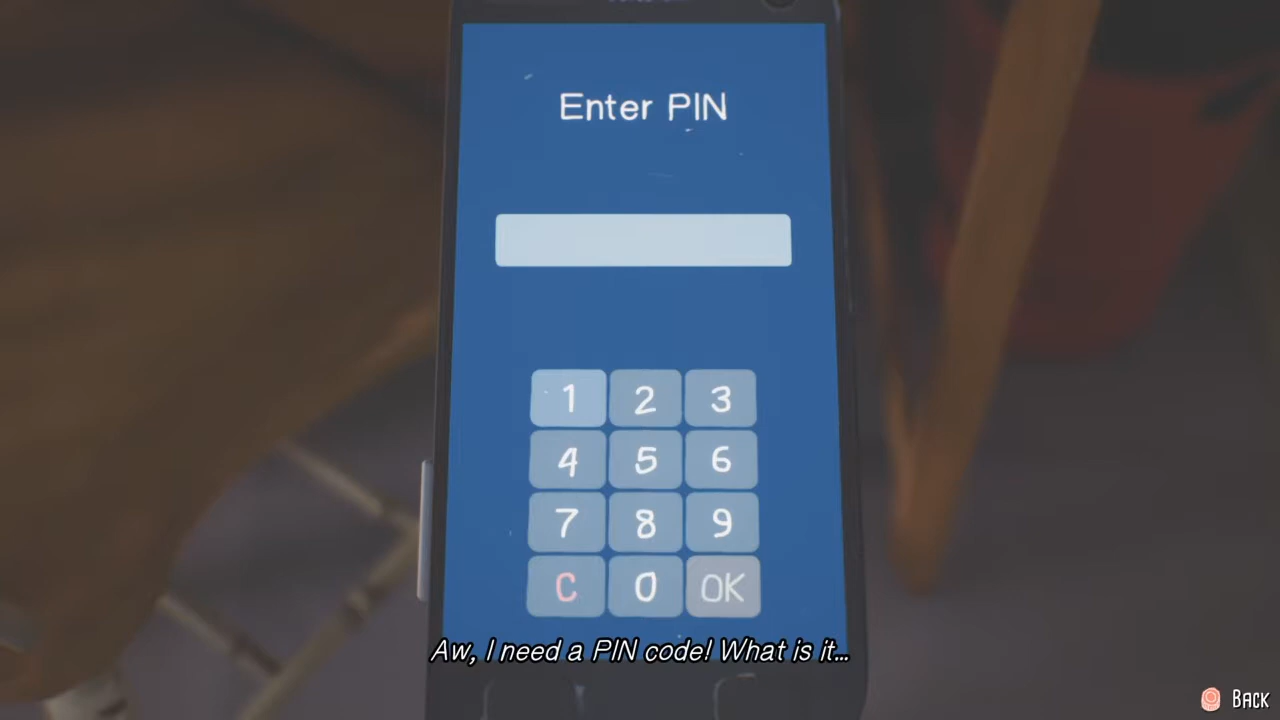 Enter PIN
1 2 3
4 5 6
7 8 9
C 0 OK
Aw, I need a PIN code! What is it...
BACK